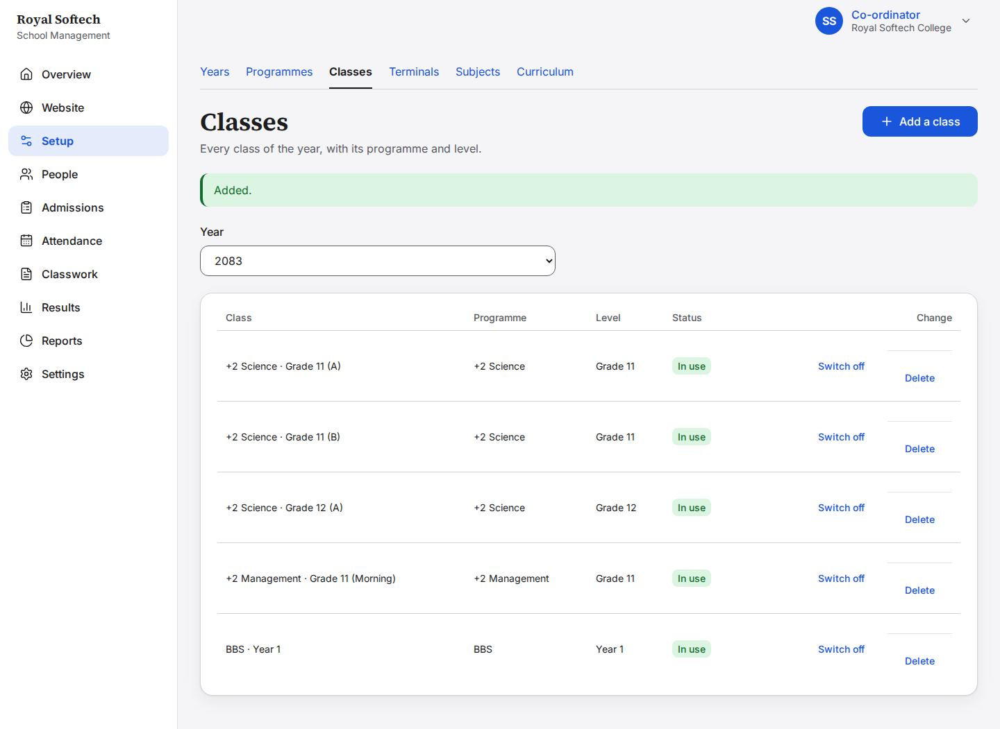 Royal Softech
School Management
Overview
Website
Setup
People
Admissions
Attendance
Classwork
Results
Reports
Settings
SS
Co-ordinator
Royal Softech College
Years Programmes Classes Terminals Subjects Curriculum
Classes
Add a class
Every class of the year, with its programme and level.
Added.
Year
2083
Class Programme Level Status Change
+2 Science · Grade 11 (A) +2 Science Grade 11 In use Switch off Delete
+2 Science · Grade 11 (B) +2 Science Grade 11 In use Switch off Delete
+2 Science · Grade 12 (A) +2 Science Grade 12 In use Switch off Delete
+2 Management · Grade 11 (Morning) +2 Management Grade 11 In use Switch off Delete
BBS · Year 1 BBS Year 1 In use Switch off Delete